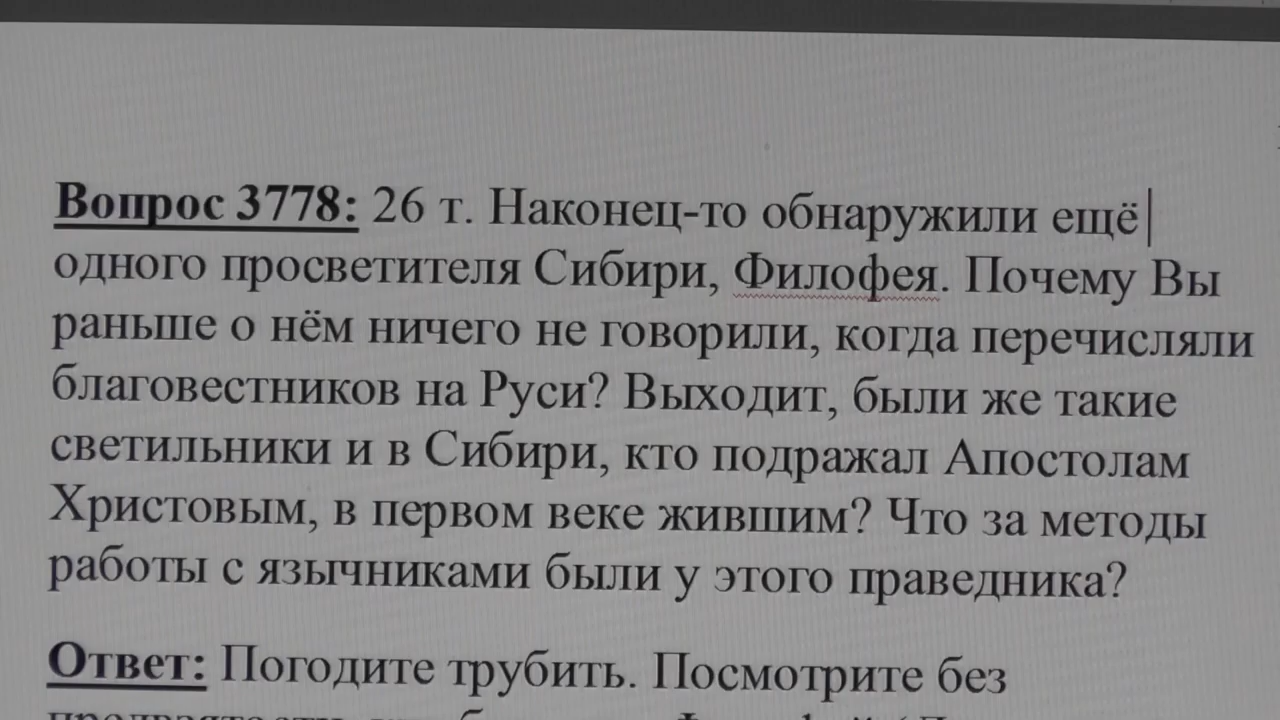 Вопрос 3778: 26 т. Наконец-то обнаружили ещё
одного просветителя Сибири, Филофея. Почему Вы
раньше о нём ничего не говорили, когда перечисляли
благовестников на Руси? Выходит, были же такие
светильники и в Сибири, кто подражал Апостолам
Христовым, в первом веке жившим? Что за методы
работы с язычниками были у этого праведника?
Ответ: Погодите трубить. Посмотрите без